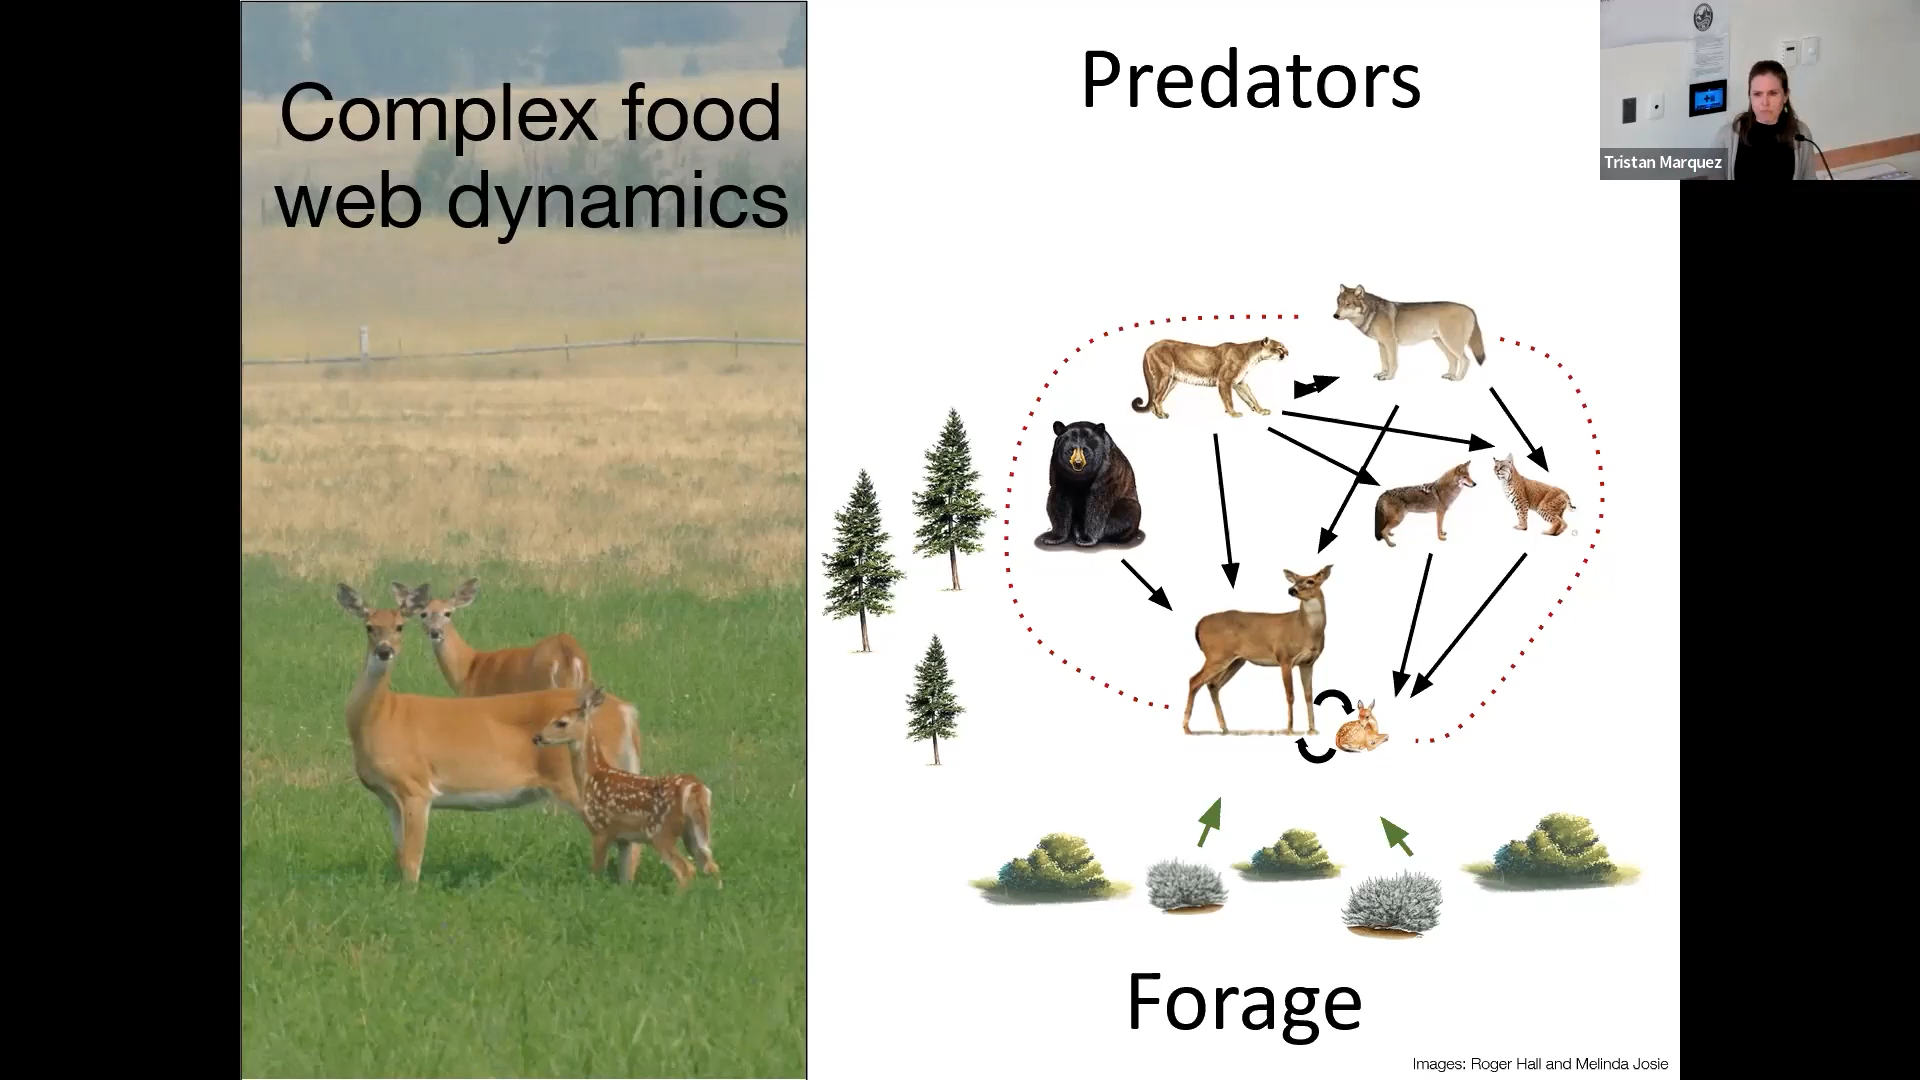 Complex food
web dynamics
Predators
Tristan Marquez
Forage
Images: Roger Hall and Melinda Josie